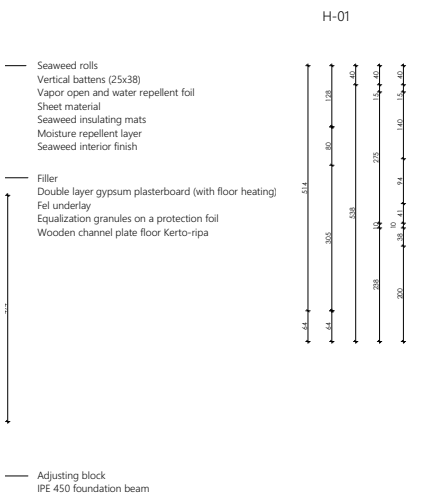 H-01
Seaweed rolls
Vertical battens (25x38)
Vapor open and water repellent foil
Sheet material
Seaweed insulating mats
Moisture repellent layer
Seaweed interior finish
Filler
Double layer gypsum plasterboard (with floor heating)
Fel underlay
Equalization granules on a protection foil
Wooden channel plate floor Kerto-ripa
514
64
128
80
305
64
40
538
40
15
275
10
238
40
15
140
94
41
10
38
200
Adjusting block
IPE 450 foundation beam